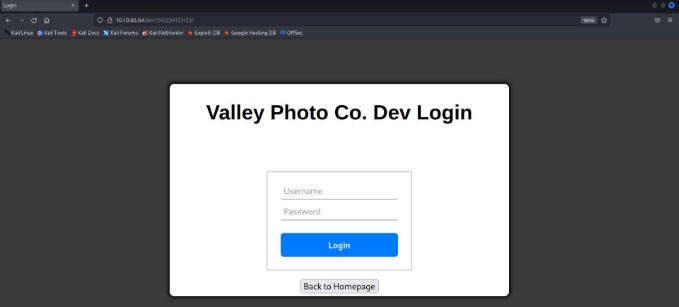 Login
10.10.65.54/dev1243224123123/
Kali Linux Kali Tools Kali Docs Kali Forums Kali NetHunter Exploit-DB Google Hacking DB OffSec
Valley Photo Co. Dev Login
Username
Password
Login
Back to Homepage